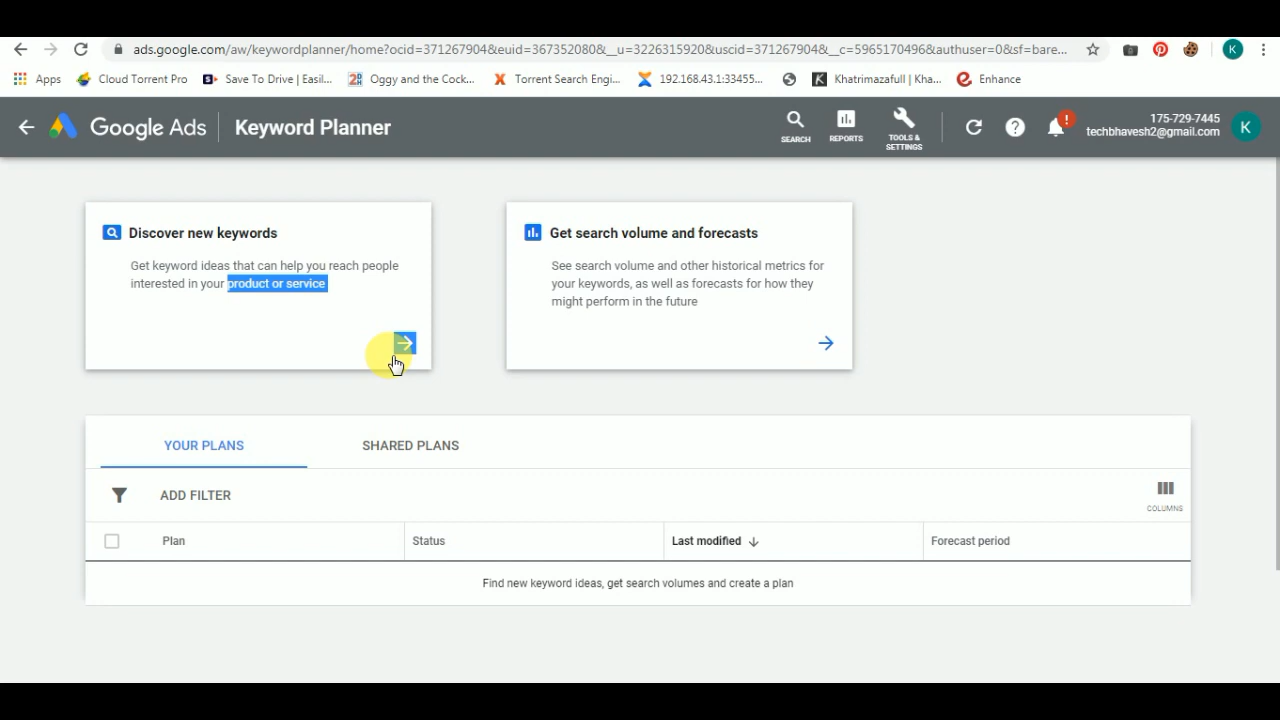 ads.google.com/aw/keywordplanner/home?ocid=371267904&euid=367352080&__u=3226315920&uscid=371267904&__c=5965170496&authuser=0&sf=bare...
K
Apps
Cloud Torrent Pro
Save To Drive | Easil...
Oggy and the Cock...
Torrent Search Engi...
192.168.43.133455...
Khatrimazafull | Kha...
Enhance
Google Ads
Keyword Planner
SEARCH
REPORTS
TOOLS &
SETTINGS
175-729-7445
techbhavesh2@gmail.com
K
Discover new keywords
Get keyword ideas that can help you reach people
interested in your product or service
Get search volume and forecasts
See search volume and other historical metrics for
your keywords, as well as forecasts for how they
might perform in the future
YOUR PLANS
SHARED PLANS
ADD FILTER
COLUMNS
Plan
Status
Last modified
Forecast period
Find new keyword ideas, get search volumes and create a plan